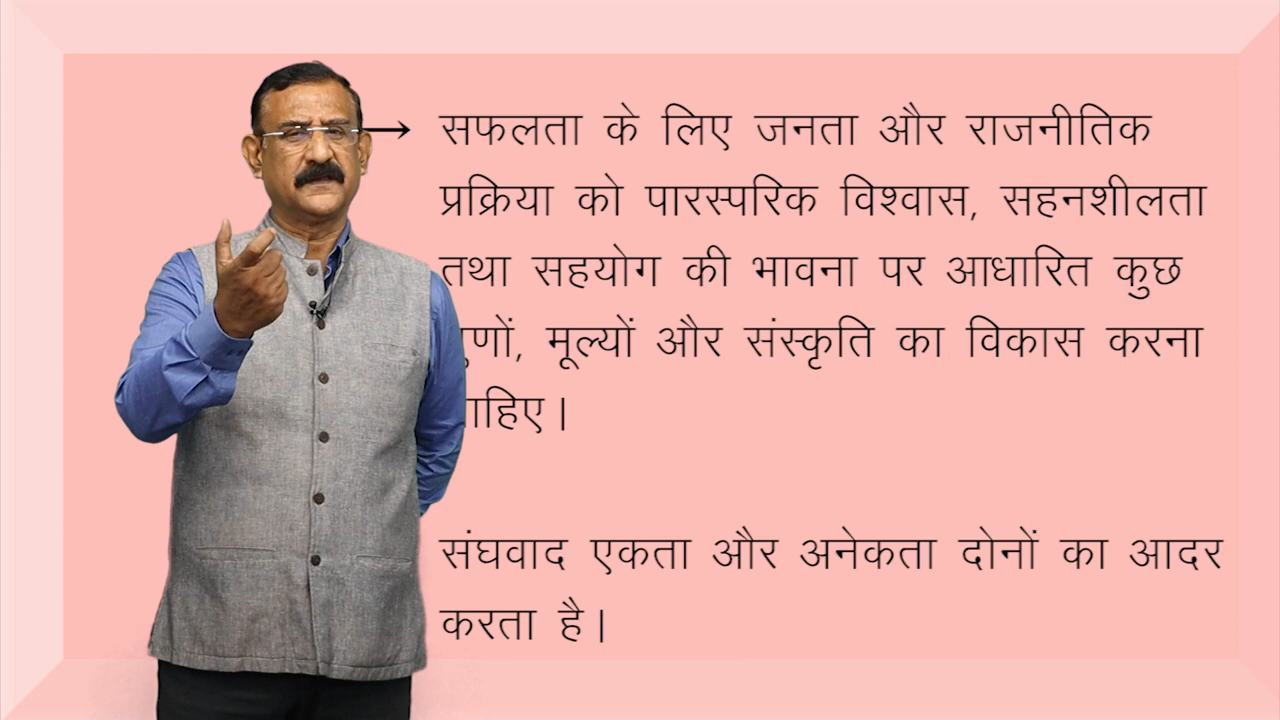 सफलता के लिए जनता और राजनीतिक
प्रक्रिया को पारस्परिक विश्वास, सहनशीलता
तथा सहयोग की भावना पर आधारित कुछ
मूल्यों और संस्कृति का विकास करना
संघवाद एकता और अनेकता दोनों का आदर
करता है।